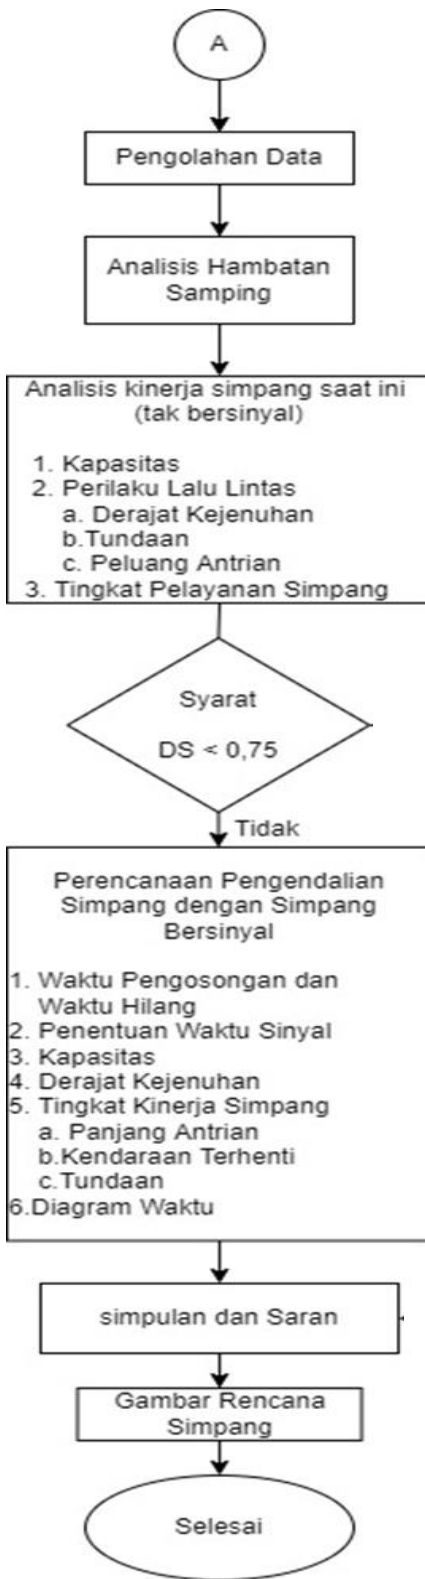 A
Pengolahan Data
Analisis Hambatan
Samping
Analisis kinerja simpang saat ini
(tak bersinyal)
1. Kapasitas
2. Perilaku Lalu Lintas
a. Derajat Kejenuhan
b.Tundaan
c. Peluang Antrian
3. Tingkat Pelayanan Simpang
Syarat
DS < 0,75
Tidak
Perencanaan Pengendalian
Simpang dengan Simpang
Bersinyal
1. Waktu Pengosongan dan
Waktu Hilang
2. Penentuan Waktu Sinyal
3. Kapasitas
4. Derajat Kejenuhan
5. Tingkat Kinerja Simpang
a. Panjang Antrian
b.Kendaraan Terhenti
c.Tundaan
6.Diagram Waktu
simpulan dan Saran
Gambar Rencana
Simpang
Selesai